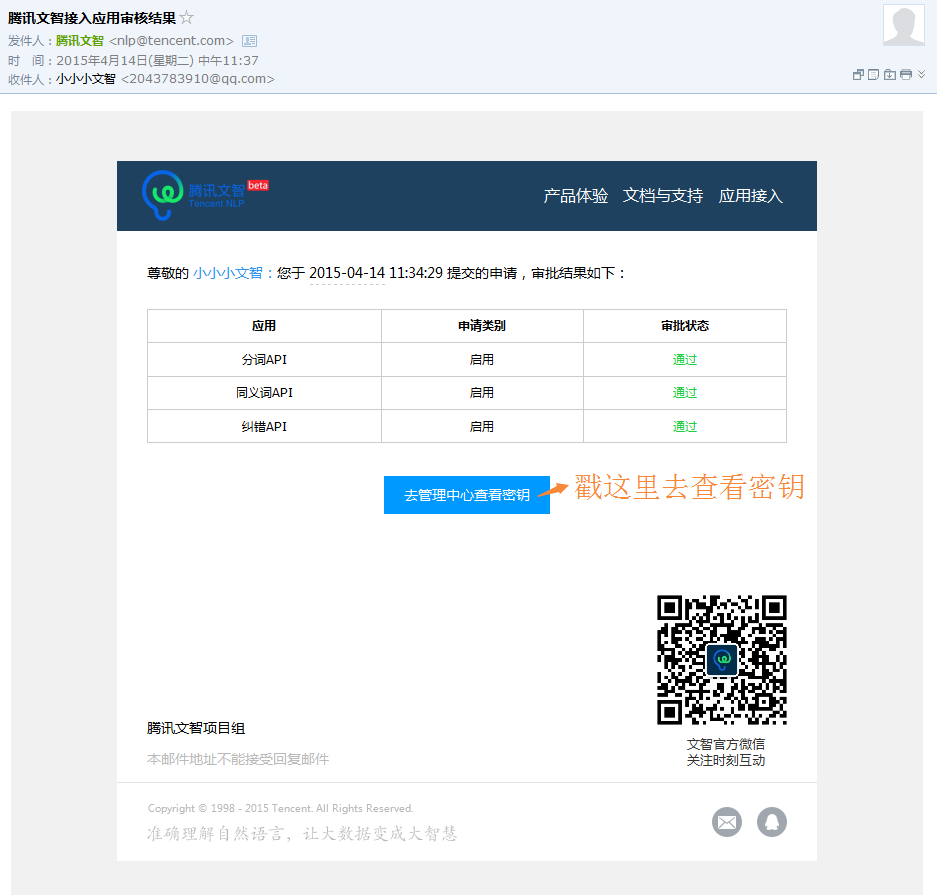 腾讯文智接入应用审核结果
发件人：腾讯文智 <nlp@tencent.com>
时 间：2015年4月14日(星期二) 中午11:37
收件人：小小小文智 <2043783910@qq.com>
腾讯文智 beta
Tencent NLP
产品体验 文档与支持 应用接入
尊敬的 小小小文智：您于 2015-04-14 11:34:29 提交的申请，审批结果如下：
应用 申请类别 审批状态
分词API 启用 通过
同义词API 启用 通过
纠错API 启用 通过
去管理中心查看密钥 戳这里去查看密钥
腾讯文智项目组
本邮件地址不能接受回复邮件
文智官方微信
关注时刻互动
Copyright © 1998 - 2015 Tencent. All Rights Reserved.
准确理解自然语言，让大数据变成大智慧